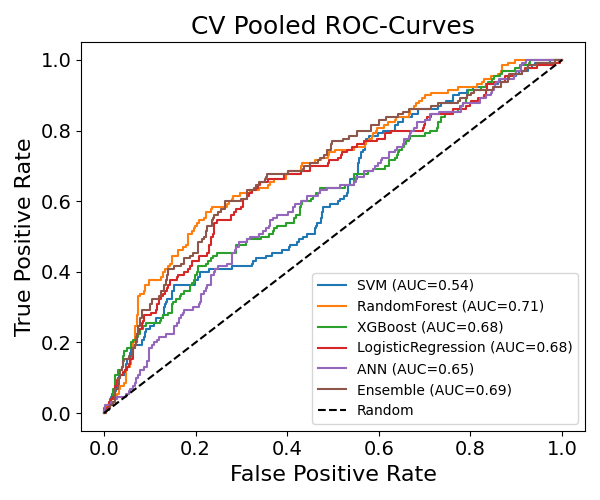 CV Pooled ROC-Curves
True Positive Rate
1.0
0.8
0.6
0.4
0.2
0.0
SVM (AUC=0.54)
RandomForest (AUC=0.71)
XGBoost (AUC=0.68)
LogisticRegression (AUC=0.68)
ANN (AUC=0.65)
Ensemble (AUC=0.69)
Random
0.0 0.2 0.4 0.6 0.8 1.0
False Positive Rate